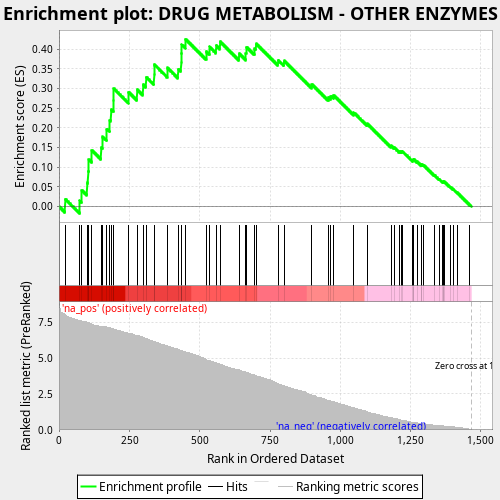 Enrichment plot: DRUG METABOLISM - OTHER ENZYMES
Enrichment score (ES)
0.40
0.35
0.30
0.25
0.20
0.15
0.10
0.05
0.00
'na_pos' (positively correlated)
Ranked list metric (PreRanked)
7.5
5.0
2.5
0.0
Zero cross at 1
'na_neg' (negatively correlated)
0 250 500 750 1,000 1,250 1,500
Rank in Ordered Dataset
Enrichment profile Hits Ranking metric scores